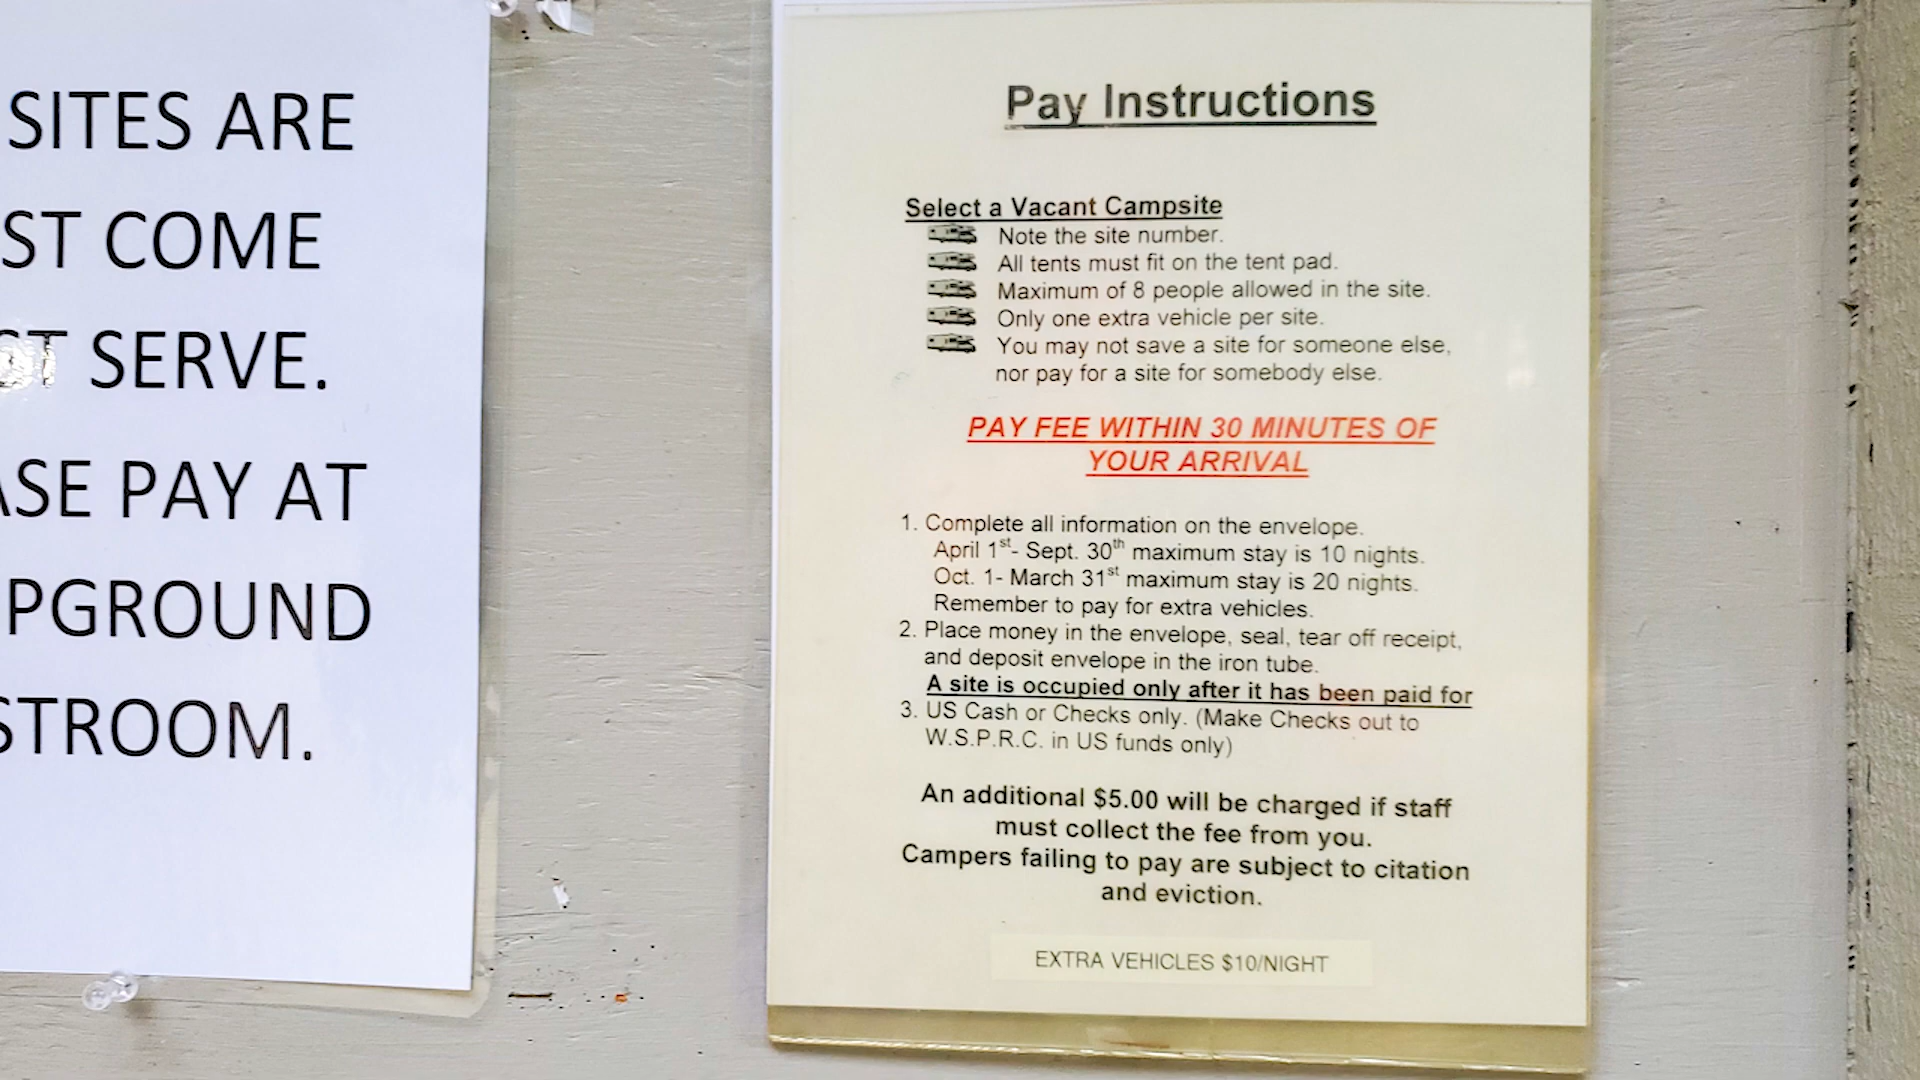 SITES ARE
ST COME
ST SERVE.
ASE PAY AT
PGROUND
STROOM.
Pay Instructions
Select a Vacant Campsite
Note the site number.
All tents must fit on the tent pad.
Maximum of 8 people allowed in the site.
Only one extra vehicle per site.
You may not save a site for someone else,
nor pay for a site for somebody else.
PAY FEE WITHIN 30 MINUTES OF
YOUR ARRIVAL
1. Complete all information on the envelope.
April 1st- Sept. 30th maximum stay is 10 nights.
Oct. 1- March 31st maximum stay is 20 nights.
Remember to pay for extra vehicles.
2. Place money in the envelope, seal, tear off receipt,
and deposit envelope in the iron tube.
A site is occupied only after it has been paid for
3. US Cash or Checks only. (Make Checks out to
W.S.P.R.C. in US funds only)
An additional $5.00 will be charged if staff
must collect the fee from you.
Campers failing to pay are subject to citation
and eviction.
EXTRA VEHICLES $10/NIGHT